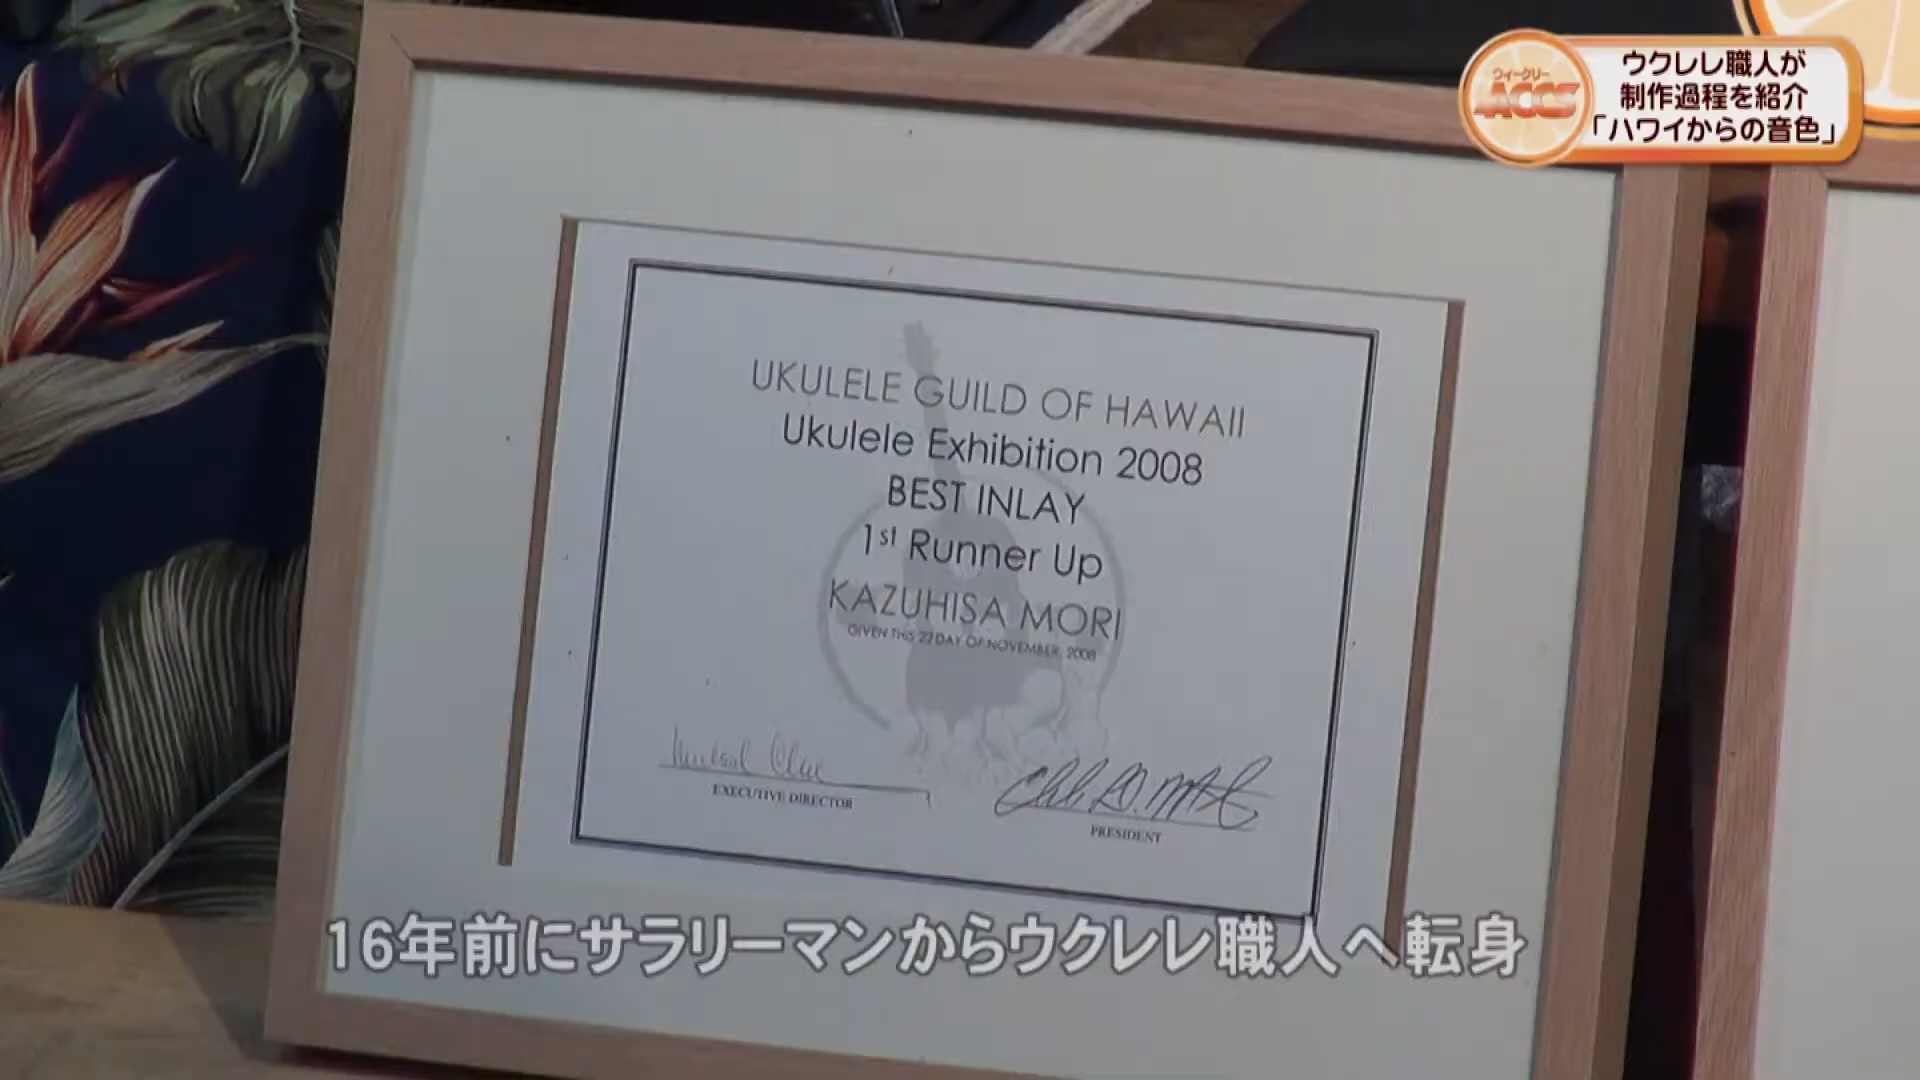 ウィークリー
ACCS
ウクレレ職人が
制作過程を紹介
「ハワイからの音色」
UKULELE GUILD OF HAWAII
Ukulele Exhibition 2008
BEST INLAY
1st Runner Up
KAZUHISA MORI
GIVEN THIS 22 DAY OF NOVEMBER, 2008
EXECUTIVE DIRECTOR
PRESIDENT
16年前にサラリーマンからウクレレ職人へ転身